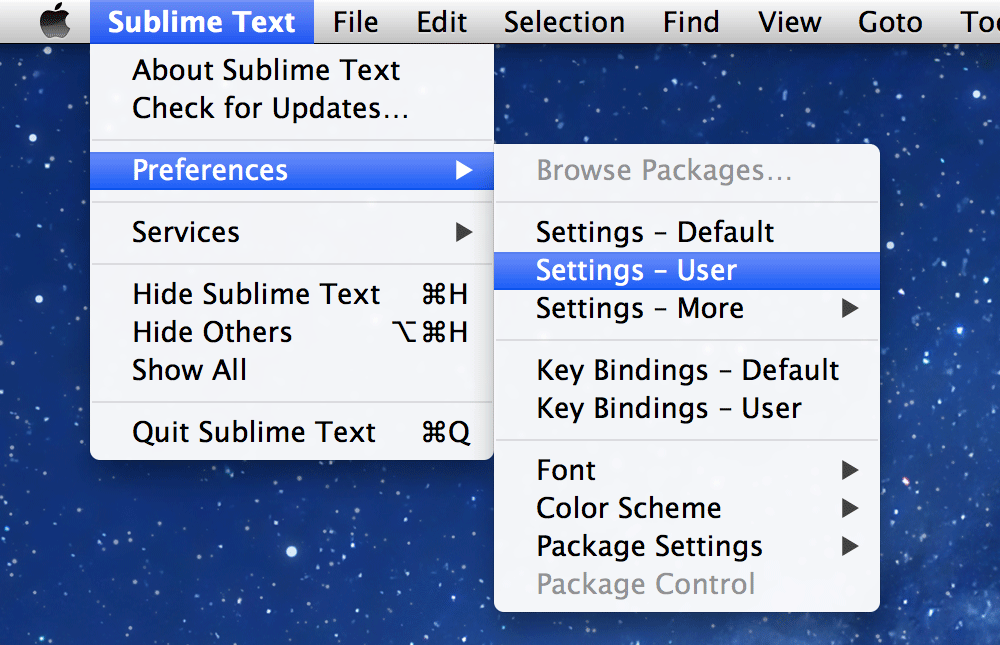 Sublime Text File Edit Selection Find View Goto
About Sublime Text
Check for Updates…
Preferences
Services
Hide Sublime Text ⌘H
Hide Others ⌥⌘H
Show All
Quit Sublime Text ⌘Q
Browse Packages…
Settings – Default
Settings – User
Settings – More
Key Bindings – Default
Key Bindings – User
Font
Color Scheme
Package Settings
Package Control